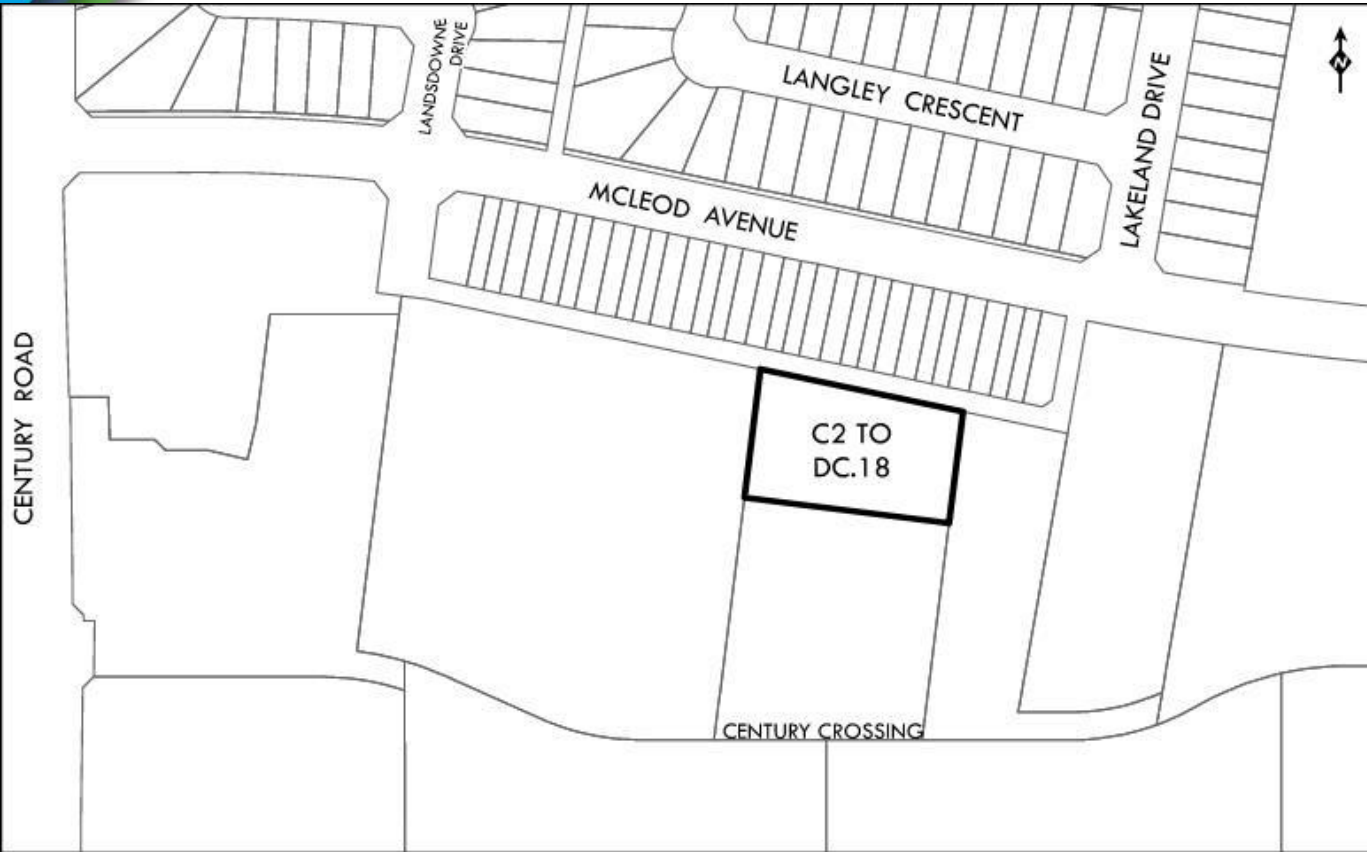 LANDSDOWNE
DRIVE
LANGLEY CRESCENT
LAKELAND DRIVE
N
MCLEOD AVENUE
CENTURY ROAD
C2 TO
DC.18
CENTURY CROSSING